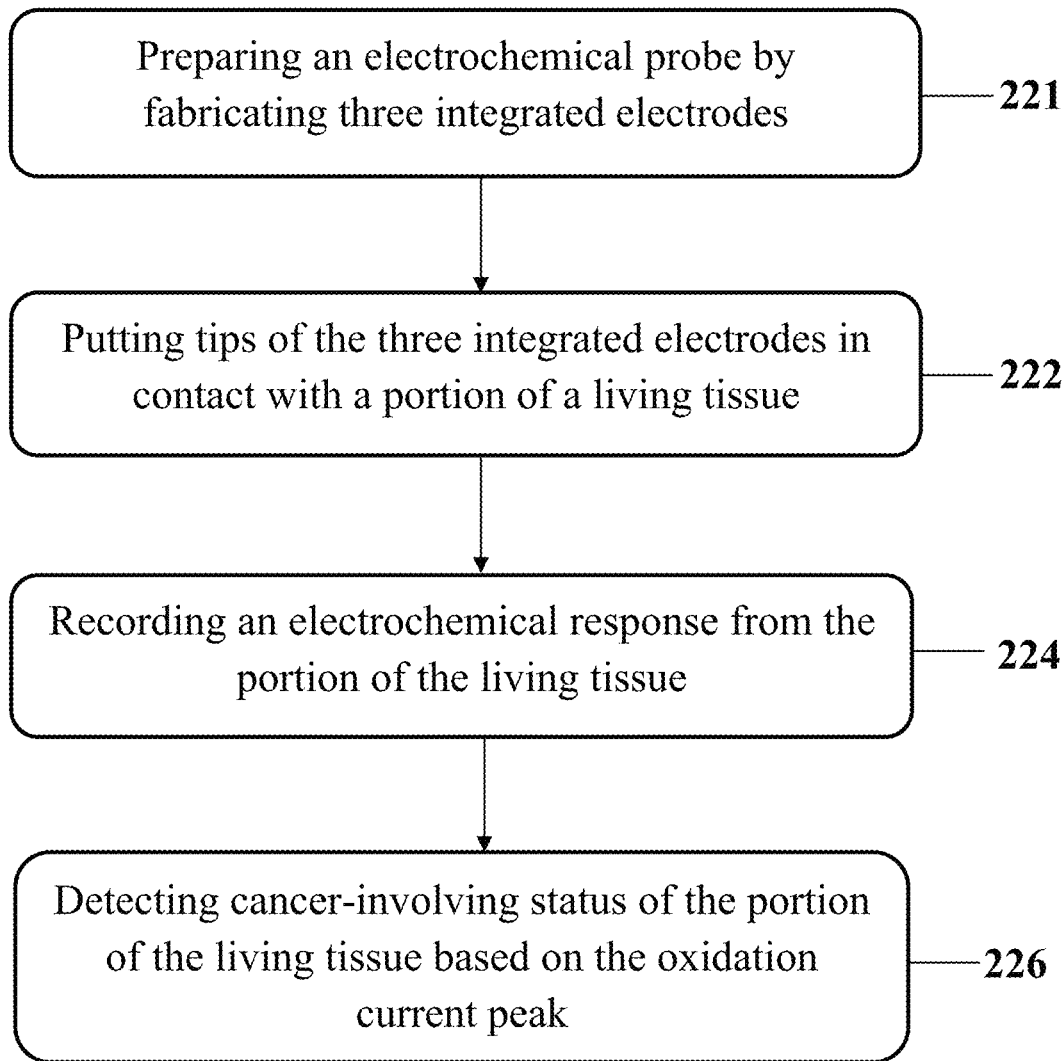 Preparing an electrochemical probe by
fabricating three integrated electrodes
221
Putting tips of the three integrated electrodes in
contact with a portion of a living tissue
222
Recording an electrochemical response from the
portion of the living tissue
224
Detecting cancer-involving status of the portion
of the living tissue based on the oxidation
current peak
226